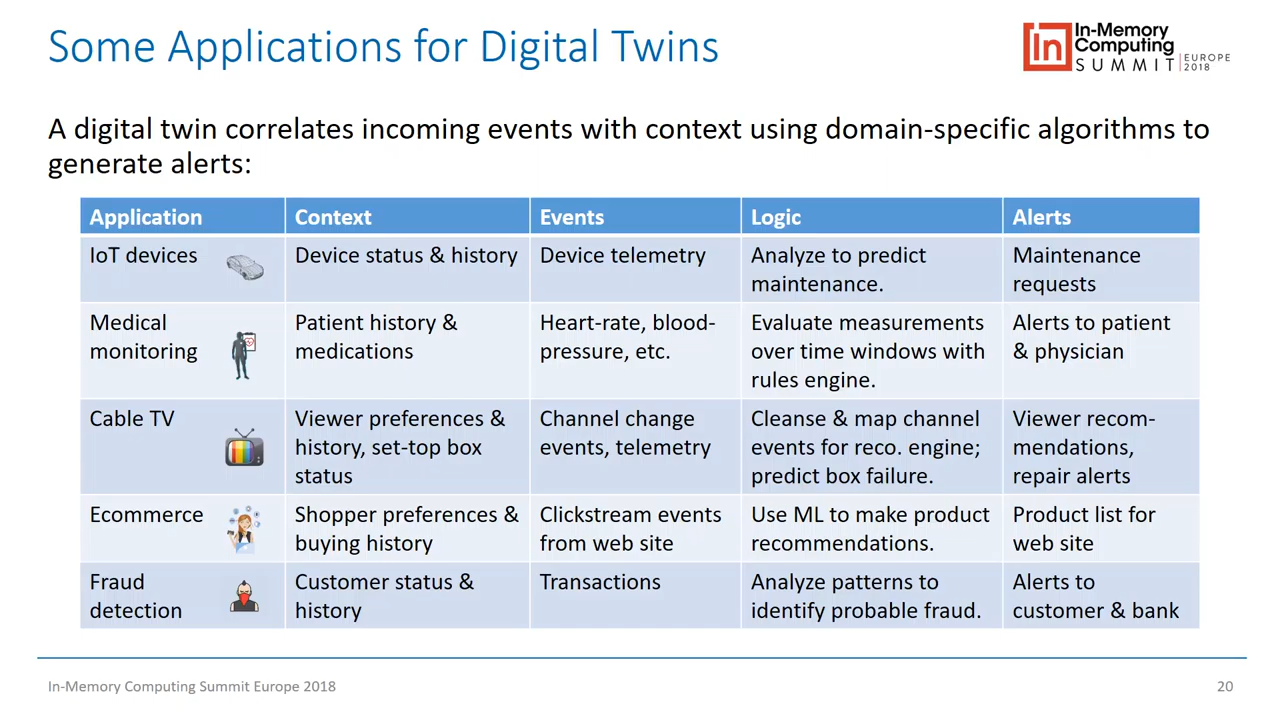 Some Applications for Digital Twins
In-Memory
Computing
SUMMIT
EUROPE
2018
A digital twin correlates incoming events with context using domain-specific algorithms to
generate alerts:
Application Context Events Logic Alerts
IoT devices Device status & history Device telemetry Analyze to predict Maintenance
maintenance. requests
Medical Patient history & Heart-rate, blood- Evaluate measurements Alerts to patient
monitoring medications pressure, etc. over time windows with & physician
rules engine.
Cable TV Viewer preferences & Channel change Cleanse & map channel Viewer recom-
history, set-top box events, telemetry events for reco. engine; mendations,
status predict box failure. repair alerts
Ecommerce Shopper preferences & Clickstream events Use ML to make product Product list for
buying history from web site recommendations. web site
Fraud Customer status & Transactions Analyze patterns to Alerts to
detection history identify probable fraud. customer & bank
In-Memory Computing Summit Europe 2018 20